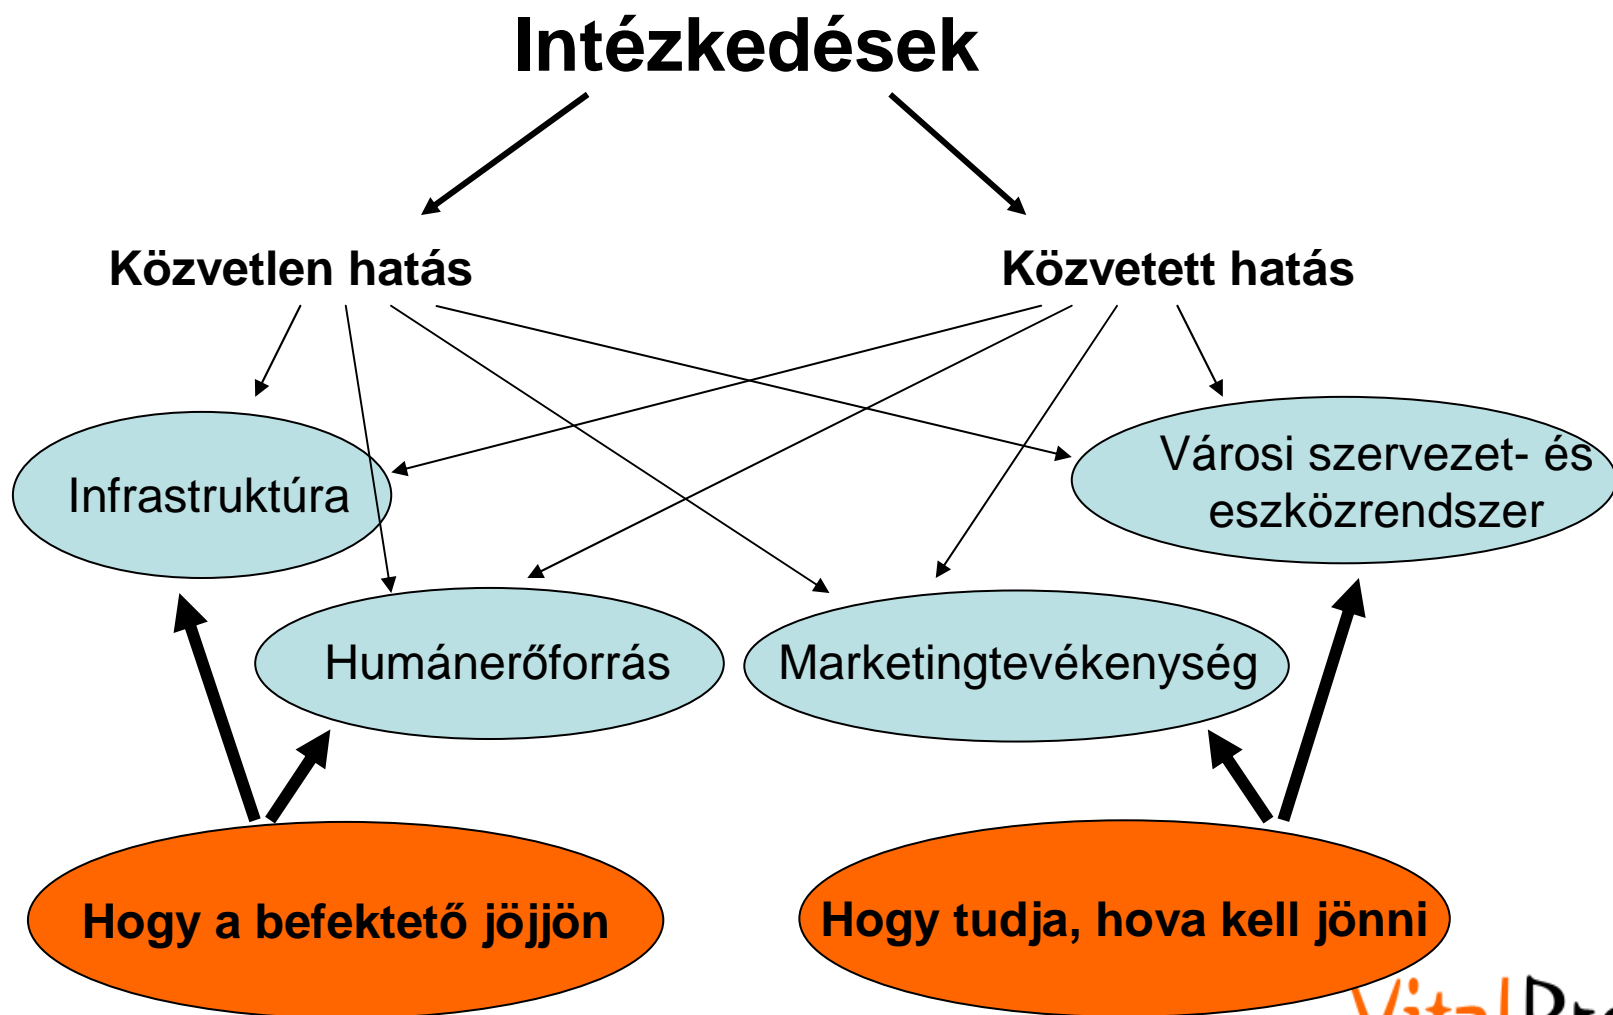 Intézkedések
Közvetlen hatás
Közvetett hatás
Infrastruktúra
Városi szervezet- és
eszközrendszer
Humánerőforrás
Marketingtevékenység
Hogy a befektető jöjjön
Hogy tudja, hova kell jönni